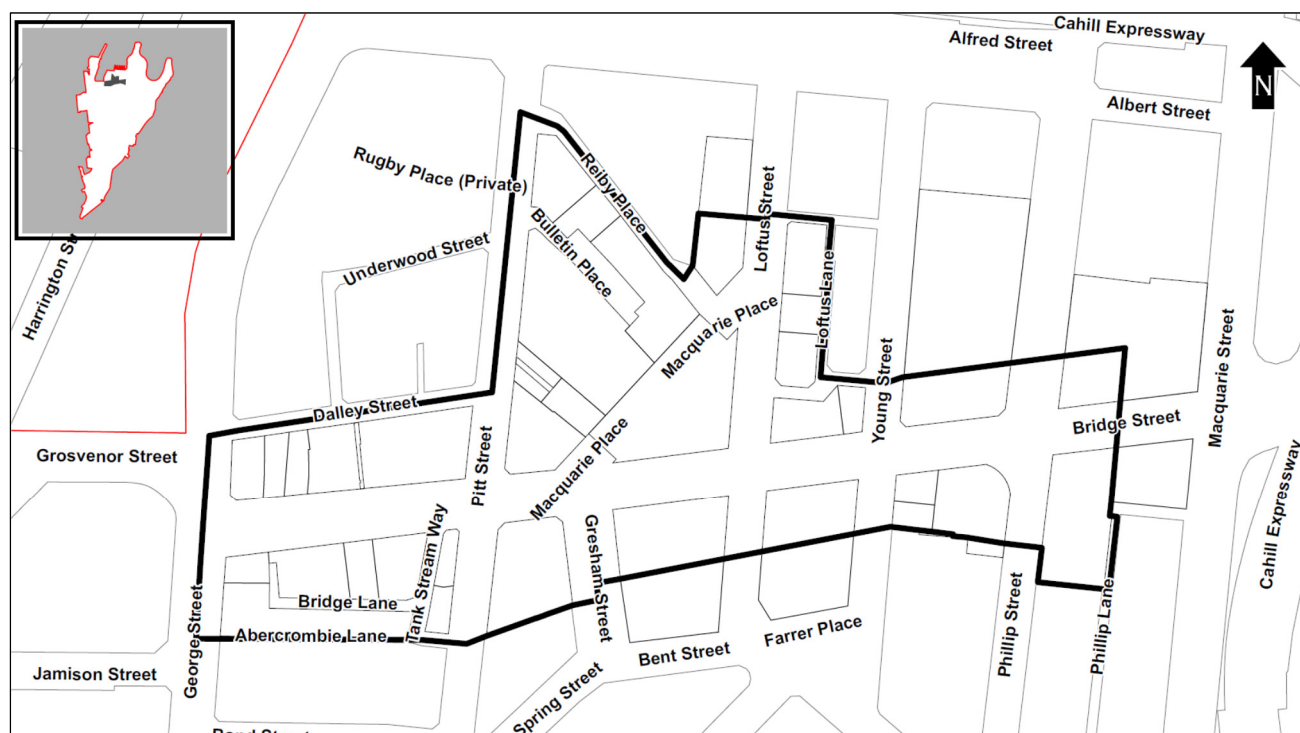 Cahill Expressway
Alfred Street
N
Albert Street
Rugby Place (Private)
Reiby Place
Loftus Street
Bulletin Place
Underwood Street
Harrington
Loftus Lane
Macquarie Place
Macquarie Street
Young Street
Dalley Street
Bridge Street
Grosvenor Street
Pitt Street
Macquarie Place
Cahill Expressway
Tank Stream Way
Gresham Street
George Street
Bridge Lane
Abercrombie Lane
Phillip Street
Phillip Lane
Farrer Place
Bent Street
Jamison Street
Spring Street